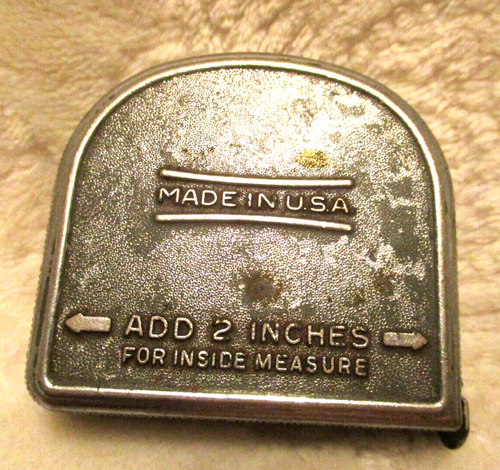 MADE IN U.S.A.
ADD 2 INCHES
FOR INSIDE MEASURE